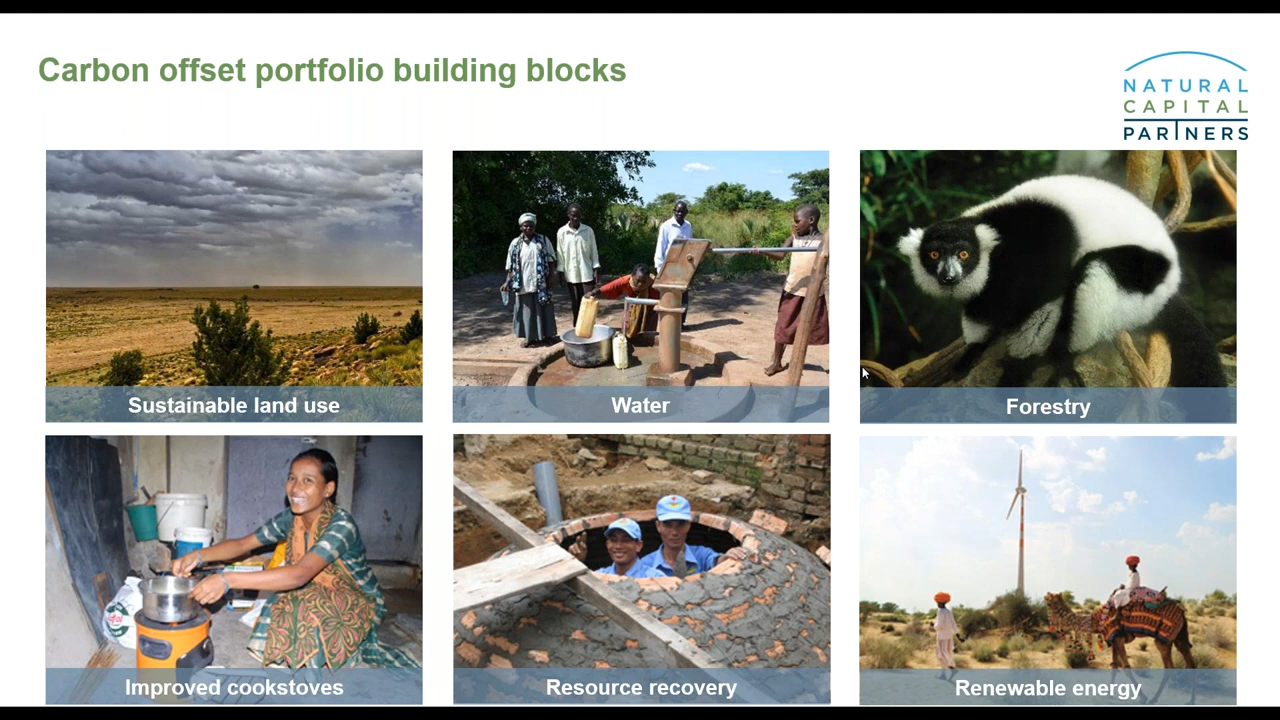 Carbon offset portfolio building blocks
NATURAL
CAPITAL
PARTNERS
Sustainable land use
Water
Forestry
Improved cookstoves
Resource recovery
Renewable energy